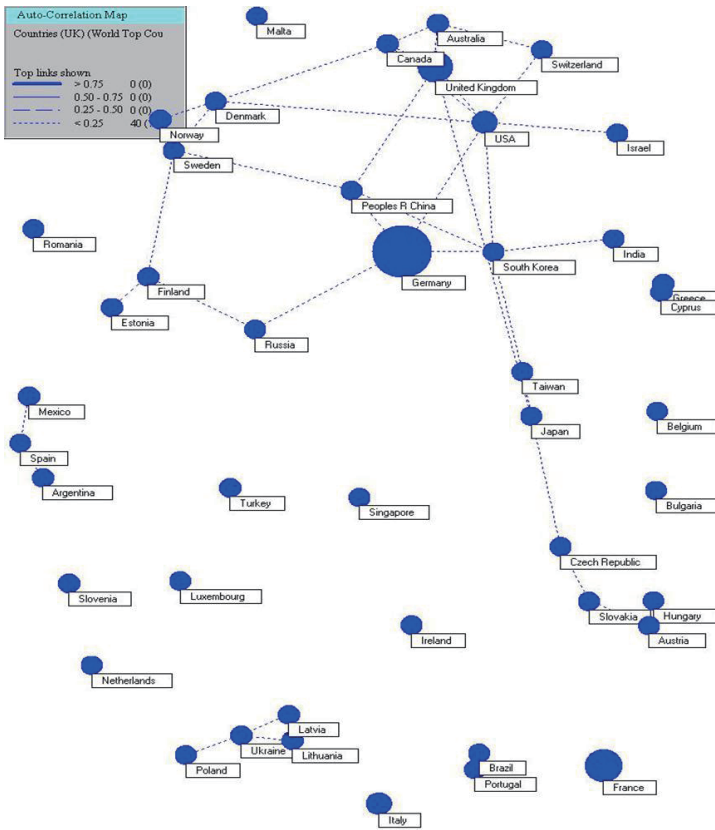 Auto-Correlation Map
Countries (UK) (World Top Cou
Top links shown
> 0.75 0 (0)
0.50 - 0.75 0 (0)
0.25 - 0.50 0 (0)
< 0.25 40 (
Malta
Australia
Canada
Switzerland
United Kingdom
Denmark
Norway
USA
Israel
Sweden
Peoples R China
Romania
India
South Korea
Germany
Finland
Greece
Cyprus
Estonia
Russia
Taiwan
Mexico
Japan
Belgium
Spain
Argentina
Turkey
Singapore
Bulgaria
Czech Republic
Slovenia
Luxembourg
Slovakia
Hungary
Ireland
Austria
Netherlands
Latvia
Ukraine
Lithuania
Poland
Brazil
Portugal
France
Italy